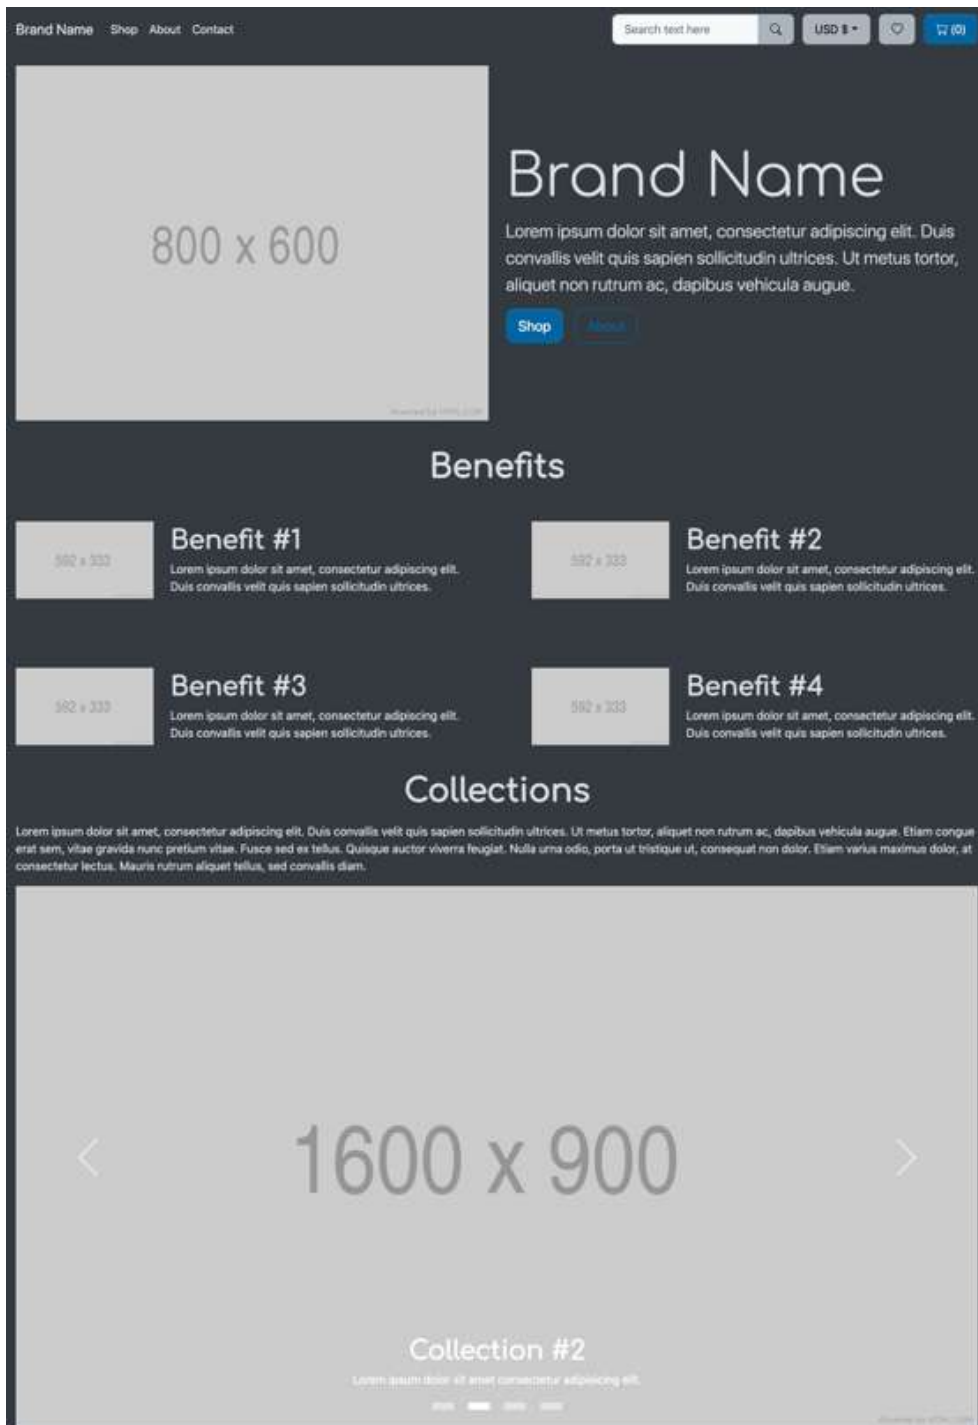 Brand Name Shop About Contact
Search text here
USD $
(0)
800 x 600
Brand Name
Lorem ipsum dolor sit amet, consectetur adipiscing elit. Duis
convallis velit quis sapien sollicitudin ultrices. Ut metus tortor,
aliquet non rutrum ac, dapibus vehicula augue.
Shop About
Benefits
592 x 333
Benefit #1
Lorem ipsum dolor sit amet, consectetur adipiscing elit.
Duis convallis velit quis sapien sollicitudin ultrices.
592 x 333
Benefit #2
Lorem ipsum dolor sit amet, consectetur adipiscing elit.
Duis convallis velit quis sapien sollicitudin ultrices.
592 x 333
Benefit #3
Lorem ipsum dolor sit amet, consectetur adipiscing elit.
Duis convallis velit quis sapien sollicitudin ultrices.
592 x 333
Benefit #4
Lorem ipsum dolor sit amet, consectetur adipiscing elit.
Duis convallis velit quis sapien sollicitudin ultrices.
Collections
Lorem ipsum dolor sit amet, consectetur adipiscing elit. Duis convallis velit quis sapien sollicitudin ultrices. Ut metus tortor, aliquet non rutrum ac, dapibus vehicula augue. Etiam congue
erat sem, vitae gravida nunc pretium vitae. Fusce sed ex tellus. Quisque auctor viverra feugiat. Nulla urna odio, porta ut tristique ut, consequat non dolor. Etiam varius maximus dolor, at
consectetur lectus. Mauris rutrum aliquet tellus, sed convallis diam.
1600 x 900
Collection #2
Lorem ipsum dolor sit amet consectetur adipiscing elit.